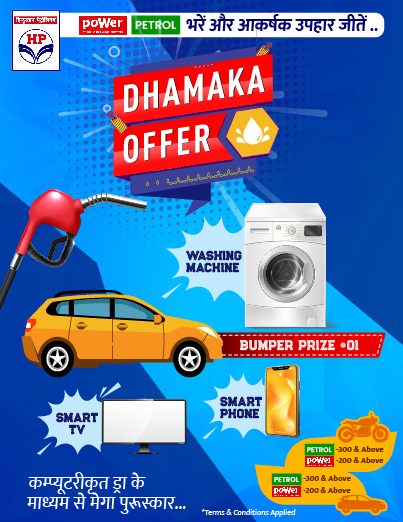 हिन्दुस्तान पेट्रोलियम
HP
power PETROL भरें और आकर्षक उपहार जीतें ..
DHAMAKA
OFFER
WASHING
MACHINE
BUMPER PRIZE •01
SMART
TV
SMART
PHONE
PETROL -300 & Above
power -200 & Above
PETROL -300 & Above
power -200 & Above
कम्प्यूटरीकृत ड्रा के
माध्यम से मेगा पुरूस्कार...
*Terms & Conditions Applied